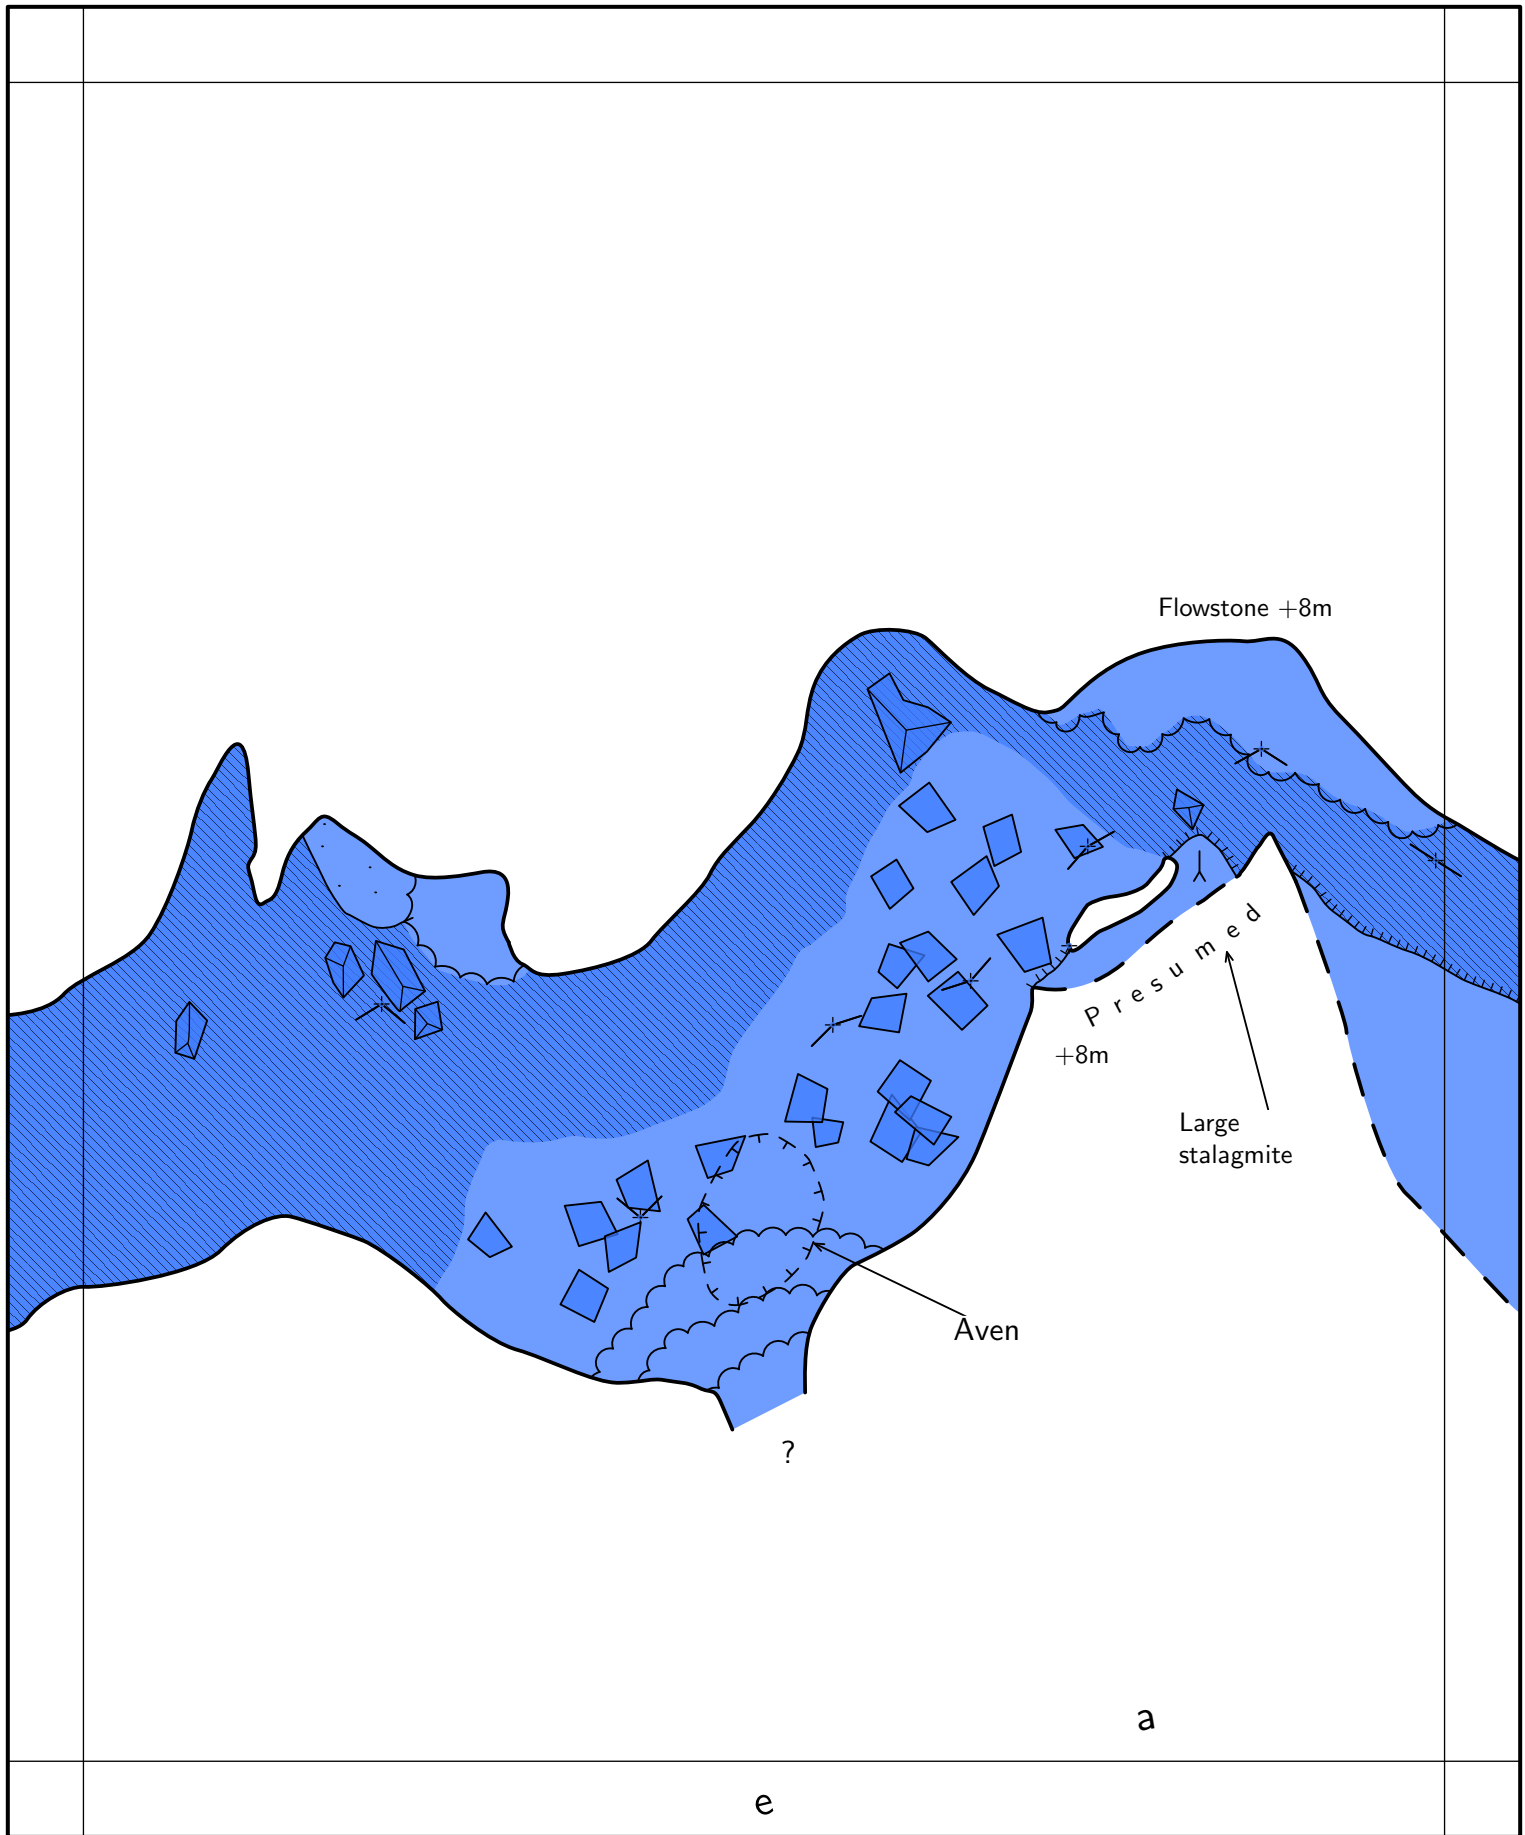 Flowstone +8m
Presumed
+8m
Large
stalagmite
Aven
?
a
e